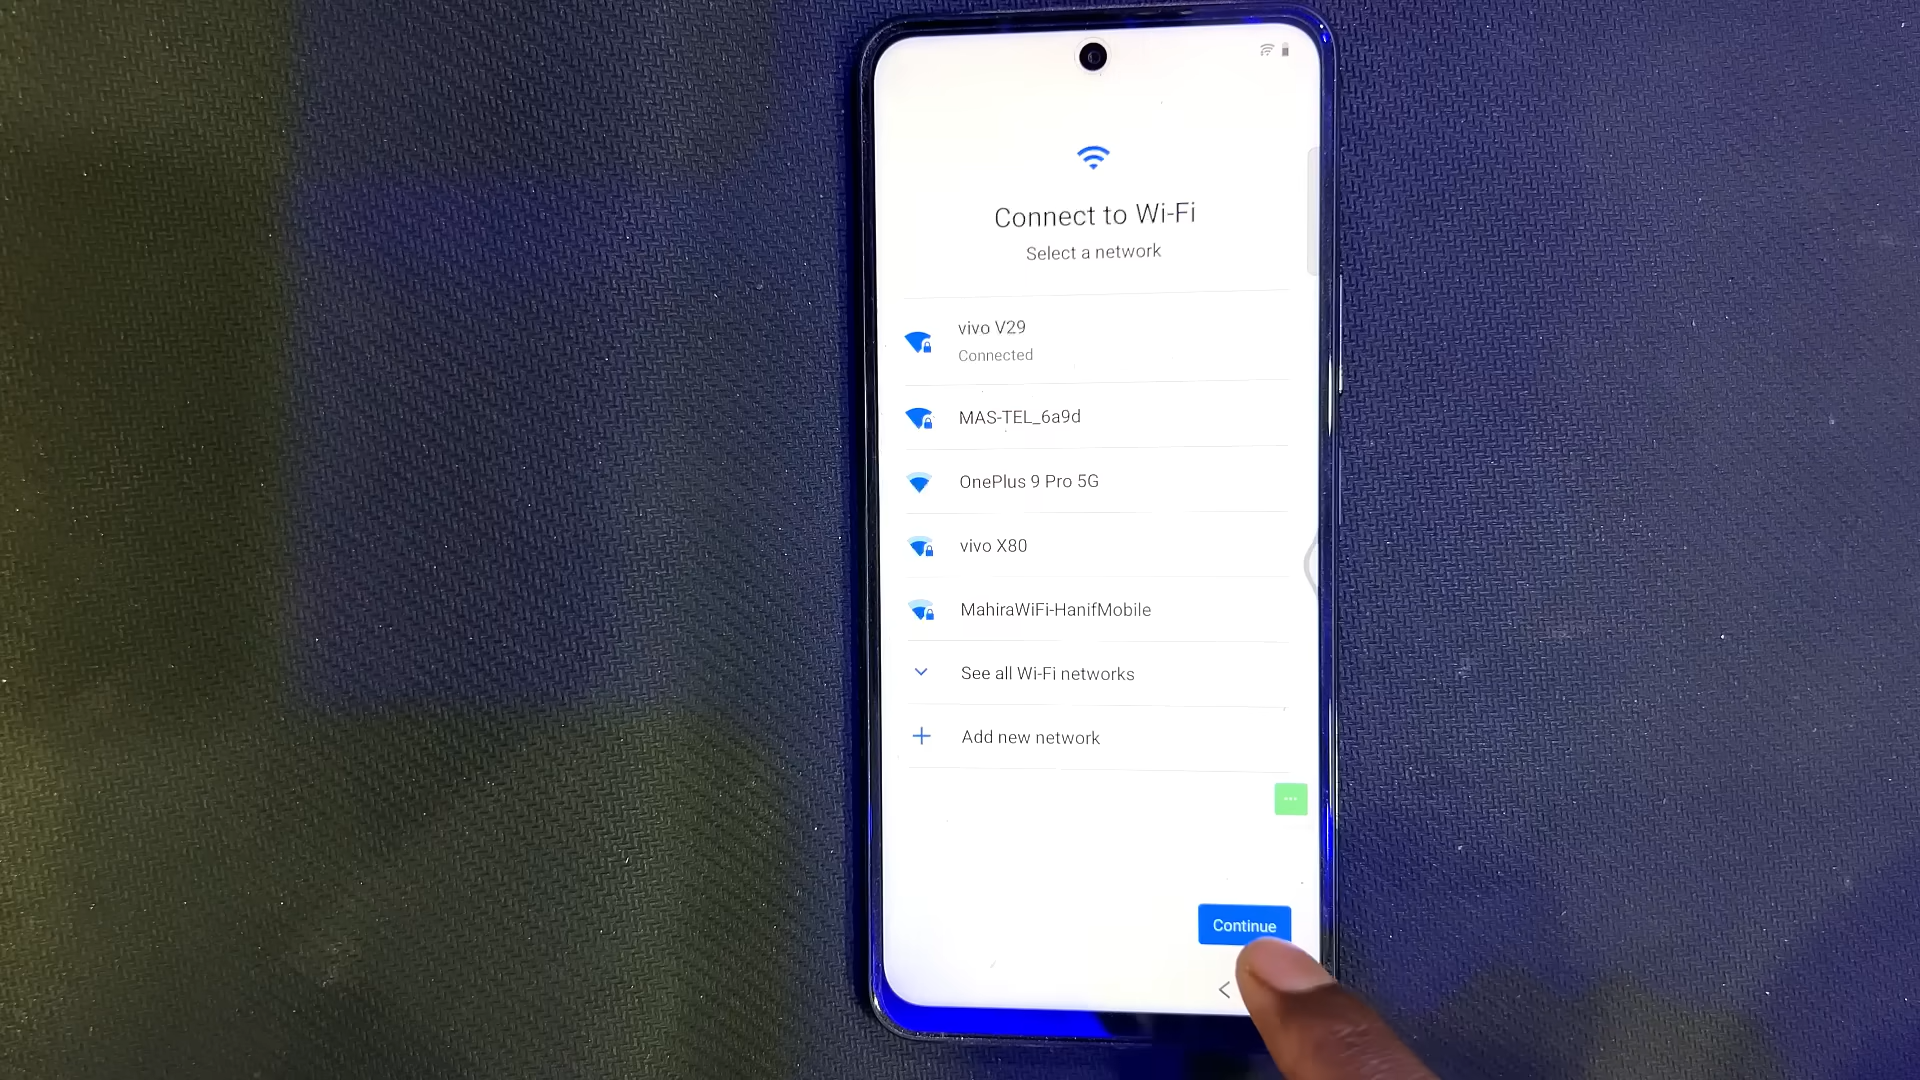 Connect to Wi-Fi
Select a network
vivo V29
Connected
MAS-TEL_6a9d
OnePlus 9 Pro 5G
vivo X80
MahiraWiFi-HanifMobile
See all Wi-Fi networks
Add new network
Continue